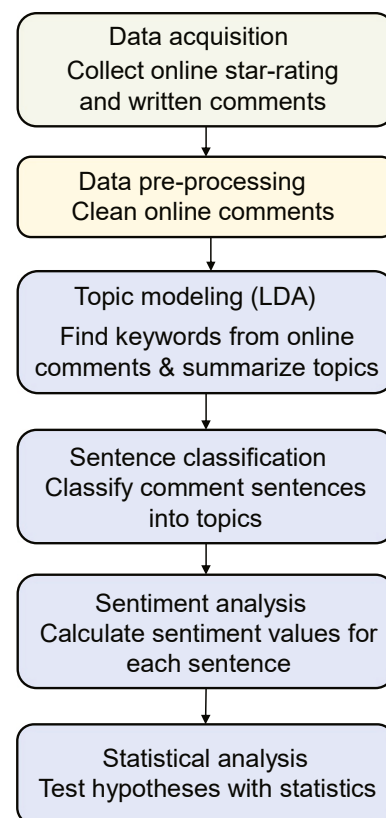 Data acquisition
Collect online star-rating
and written comments
Data pre-processing
Clean online comments
Topic modeling (LDA)
Find keywords from online
comments & summarize topics
Sentence classification
Classify comment sentences
into topics
Sentiment analysis
Calculate sentiment values for
each sentence
Statistical analysis
Test hypotheses with statistics